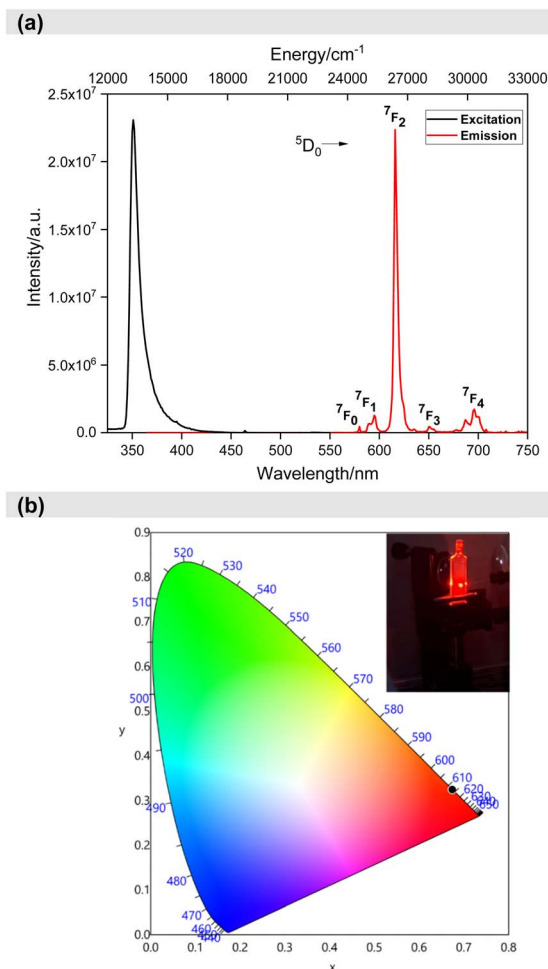 (a)
Energy/cm-1
12000 15000 18000 21000 24000 27000 30000 33000
2.5x10^7
2.0x10^7
1.5x10^7
1.0x10^7
5.0x10^6
0.0
Intensity/a.u.
5D0 →
7F2
Excitation
Emission
7F0
7F1
7F3
7F4
350 400 450 500 550 600 650 700 750
Wavelength/nm
(b)
0.9
0.8
0.7
0.6
0.5
0.4
0.3
0.2
0.1
0.0
y
520
530
540
550
560
570
580
590
600
610
620
630
640
650
510
500
490
480
470
460
450
440
0.0 0.1 0.2 0.3 0.4 0.5 0.6 0.7 0.8
x